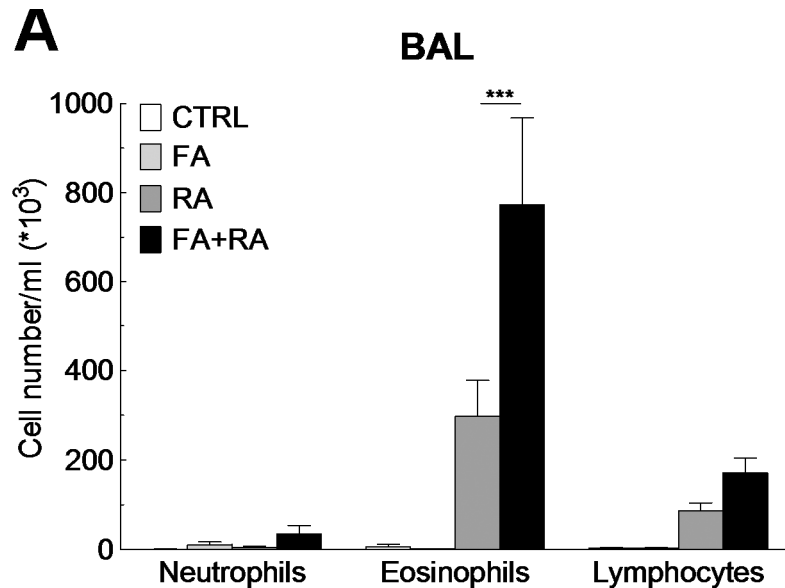 A
BAL
***
1000
800
600
400
200
0
Cell number/ml (*10³)
CTRL
FA
RA
FA+RA
Neutrophils Eosinophils Lymphocytes